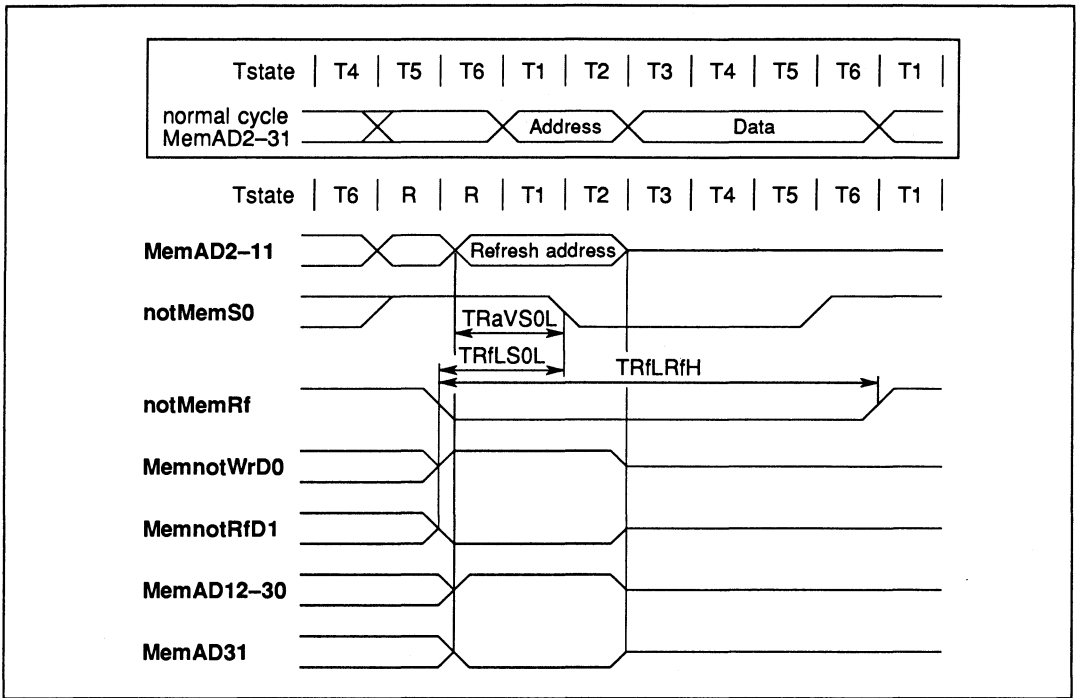 Tstate | T4 | T5 | T6 | T1 | T2 | T3 | T4 | T5 | T6 | T1 |
normal cycle
MemAD2–31
Address
Data
Tstate | T6 | R | R | T1 | T2 | T3 | T4 | T5 | T6 | T1 |
MemAD2–11
Refresh address
notMemS0
TRaVS0L
TRfLS0L
TRfLRfH
notMemRf
MemnotWrD0
MemnotRfD1
MemAD12–30
MemAD31